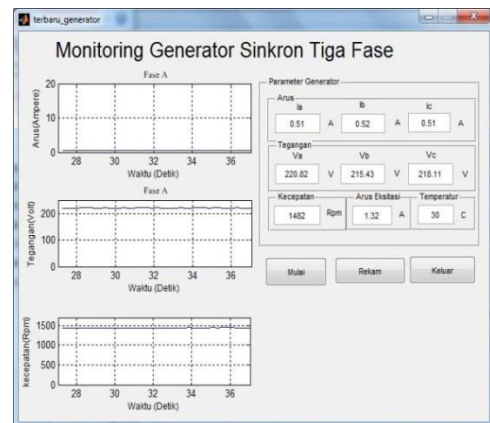 terbaru_generator
Monitoring Generator Sinkron Tiga Fase
Fase A
20
10
0
Arus(Ampere)
28 30 32 34 36
Waktu (Detik)
Fase A
200
100
0
Tegangan(Volt)
28 30 32 34 36
Waktu (Detik)
1500
1000
500
0
kecepatan(Rpm)
28 30 32 34 36
Waktu (Detik)
Parameter Generator
Arus
Ia Ib Ic
0.51 A 0.52 A 0.51 A
Tegangan
Va Vb Vc
220.82 V 215.43 V 218.11 V
Kecepatan Arus Eksitasi Temperatur
1482 Rpm 1.32 A 30 C
Mulai Rekam Keluar